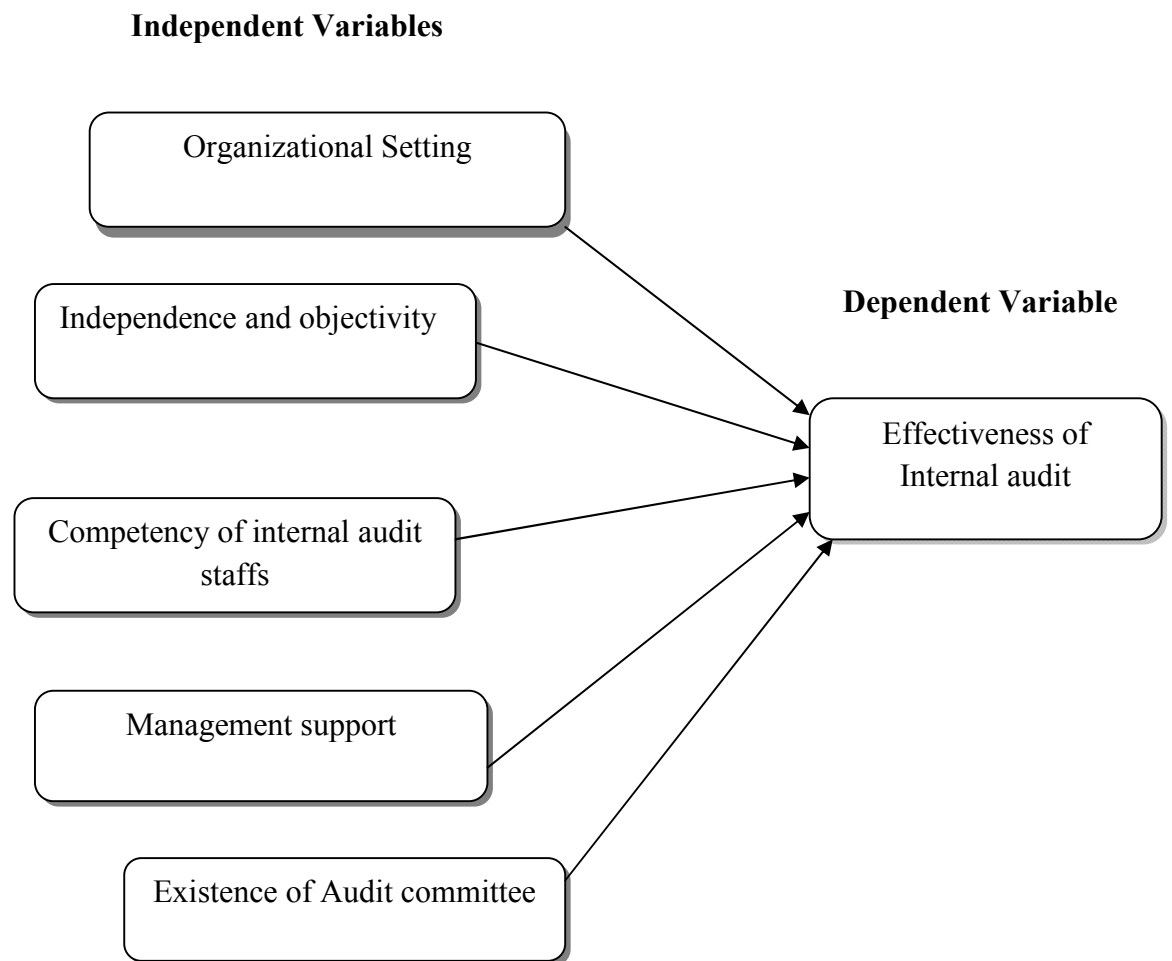 Independent Variables
Organizational Setting
Independence and objectivity
Dependent Variable
Effectiveness of
Internal audit
Competency of internal audit
staffs
Management support
Existence of Audit committee